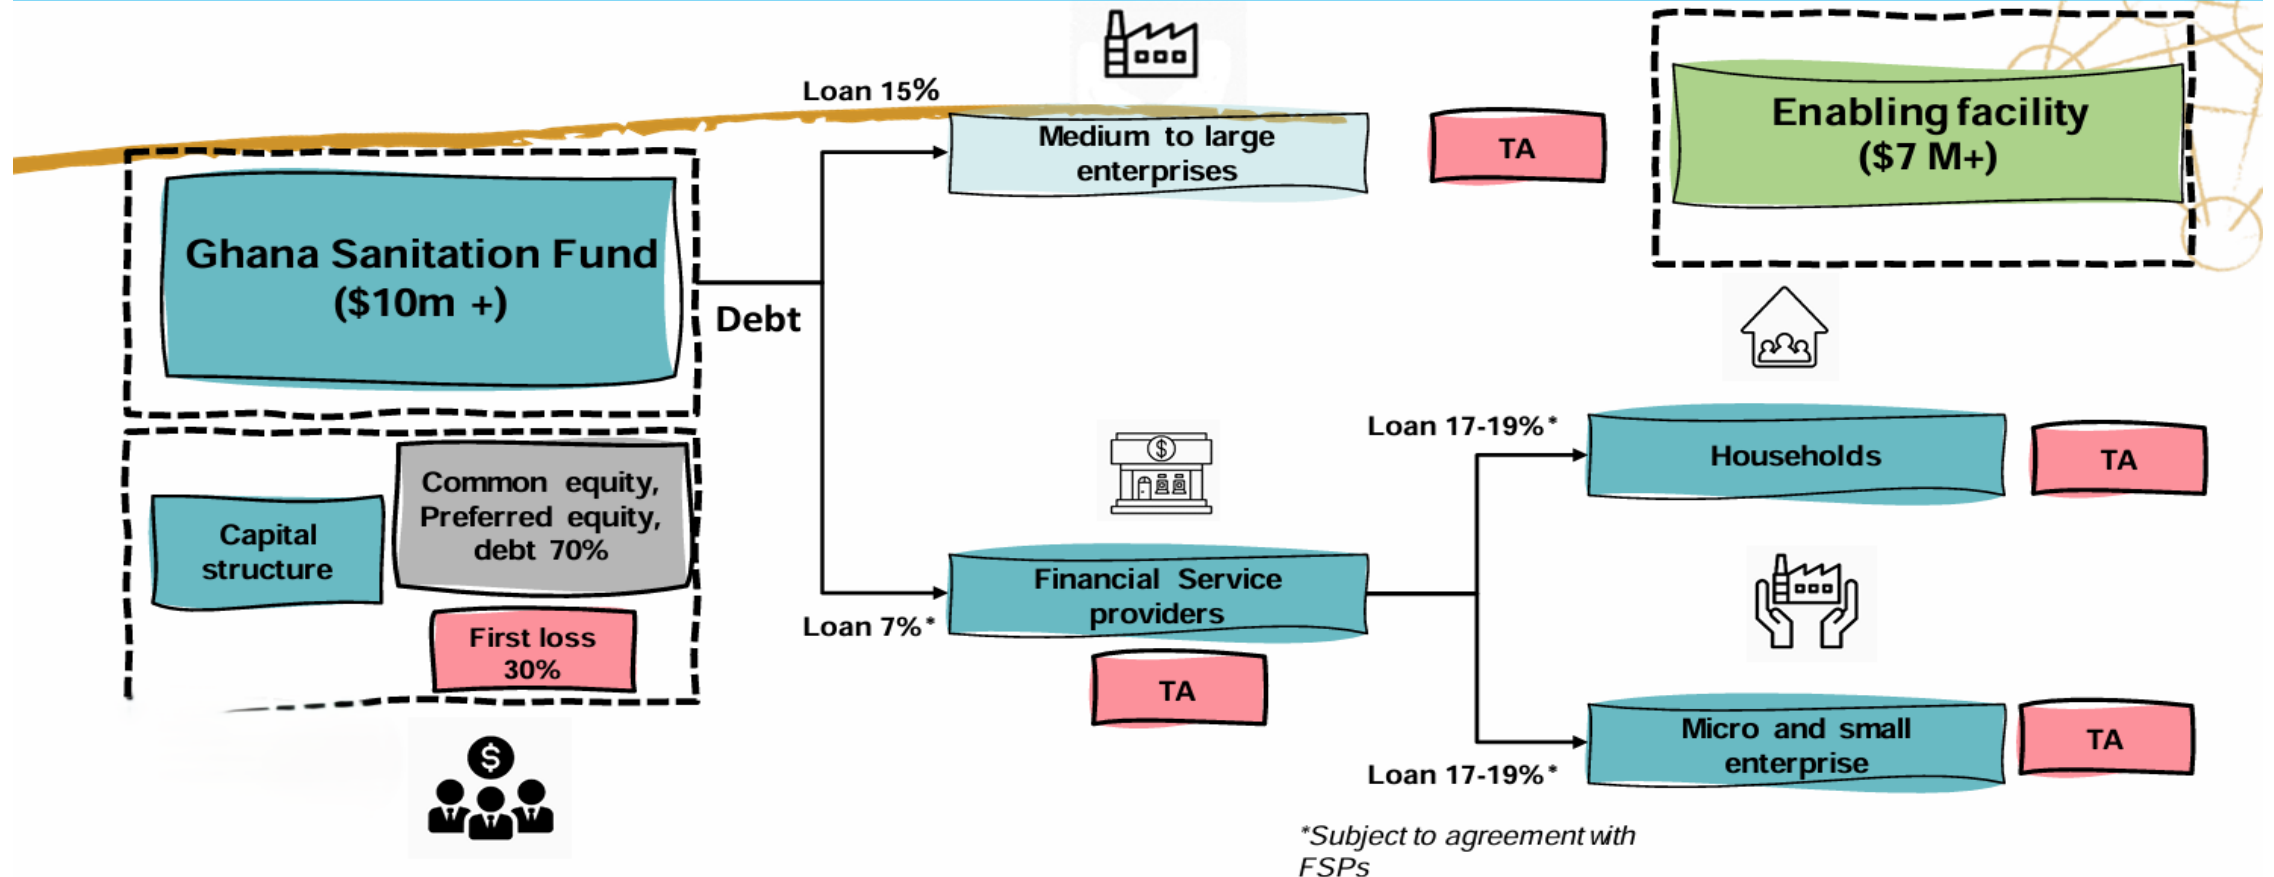 Loan 15%
Medium to large
enterprises
TA
Enabling facility
($7 M+)
Ghana Sanitation Fund
($10m +)
Debt
Capital
structure
Common equity,
Preferred equity,
debt 70%
First loss
30%
Loan 7%*
$
Financial Service
providers
TA
Loan 17-19%*
Households
TA
Loan 17-19%*
Micro and small
enterprise
TA
$
*Subject to agreement with
FSPs